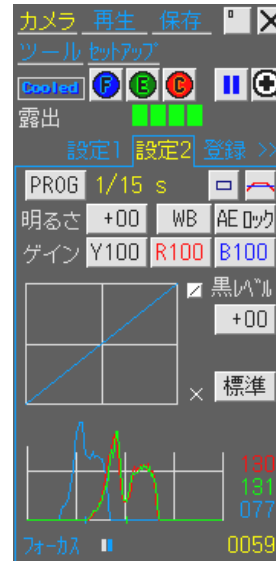 カメラ 再生 保存
ツール セットアップ
Cooled F E C
露出
設定1 設定2 登録 >>
PROG 1/15 s
明るさ +00 WB AEロック
ゲイン Y100 R100 B100
黒レベル
+00
× 標準
130
131
077
フォーカス 0059